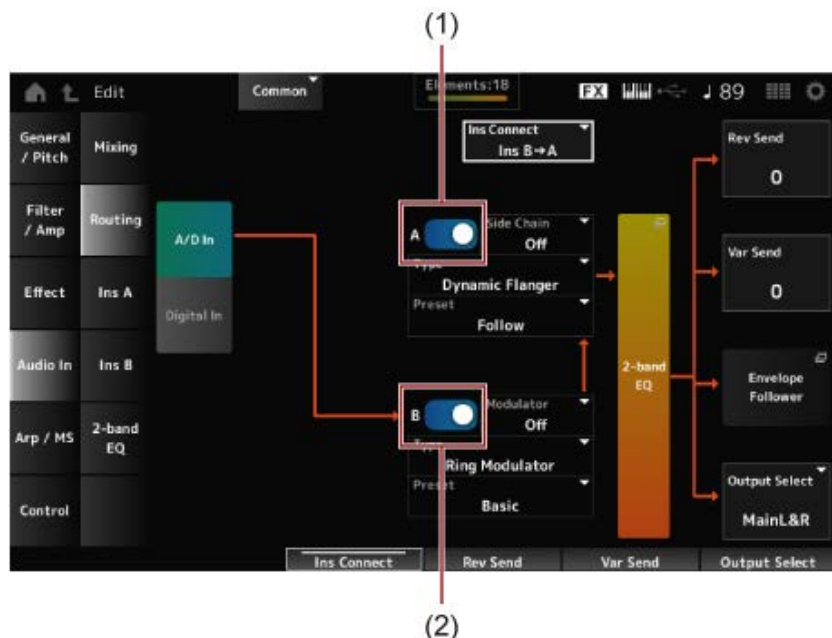 (1)
Edit
Common
Elements:18
FX
89
General / Pitch
Filter / Amp
Effect
Audio In
Arp / MS
Control
Mixing
Routing
Ins A
Ins B
2-band EQ
A/D In
Digital In
Ins Connect
Ins B→A
A
Side Chain
Off
Type
Dynamic Flanger
Preset
Follow
B
Modulator
Off
Type
Ring Modulator
Preset
Basic
2-band EQ
Rev Send
0
Var Send
0
Envelope Follower
Output Select
MainL&R
Ins Connect
Rev Send
Var Send
Output Select
(2)